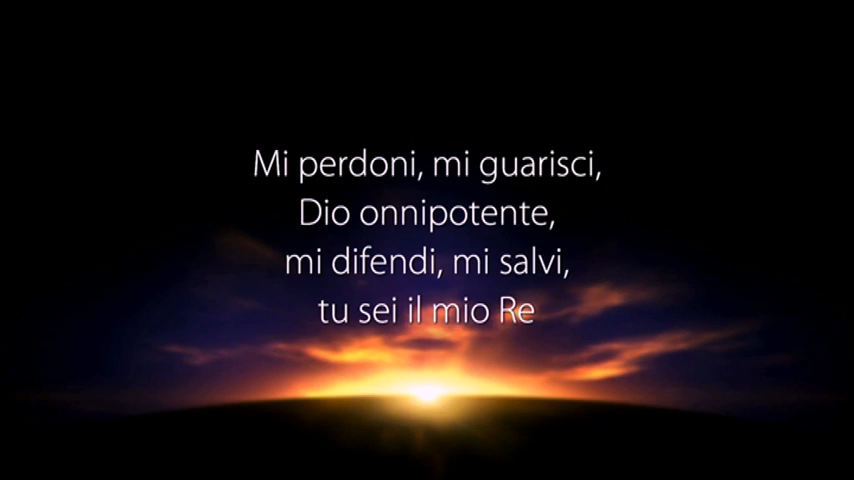 Mi perdoni, mi guarisci,
Dio onnipotente,
mi difendi, mi salvi,
tu sei il mio Re